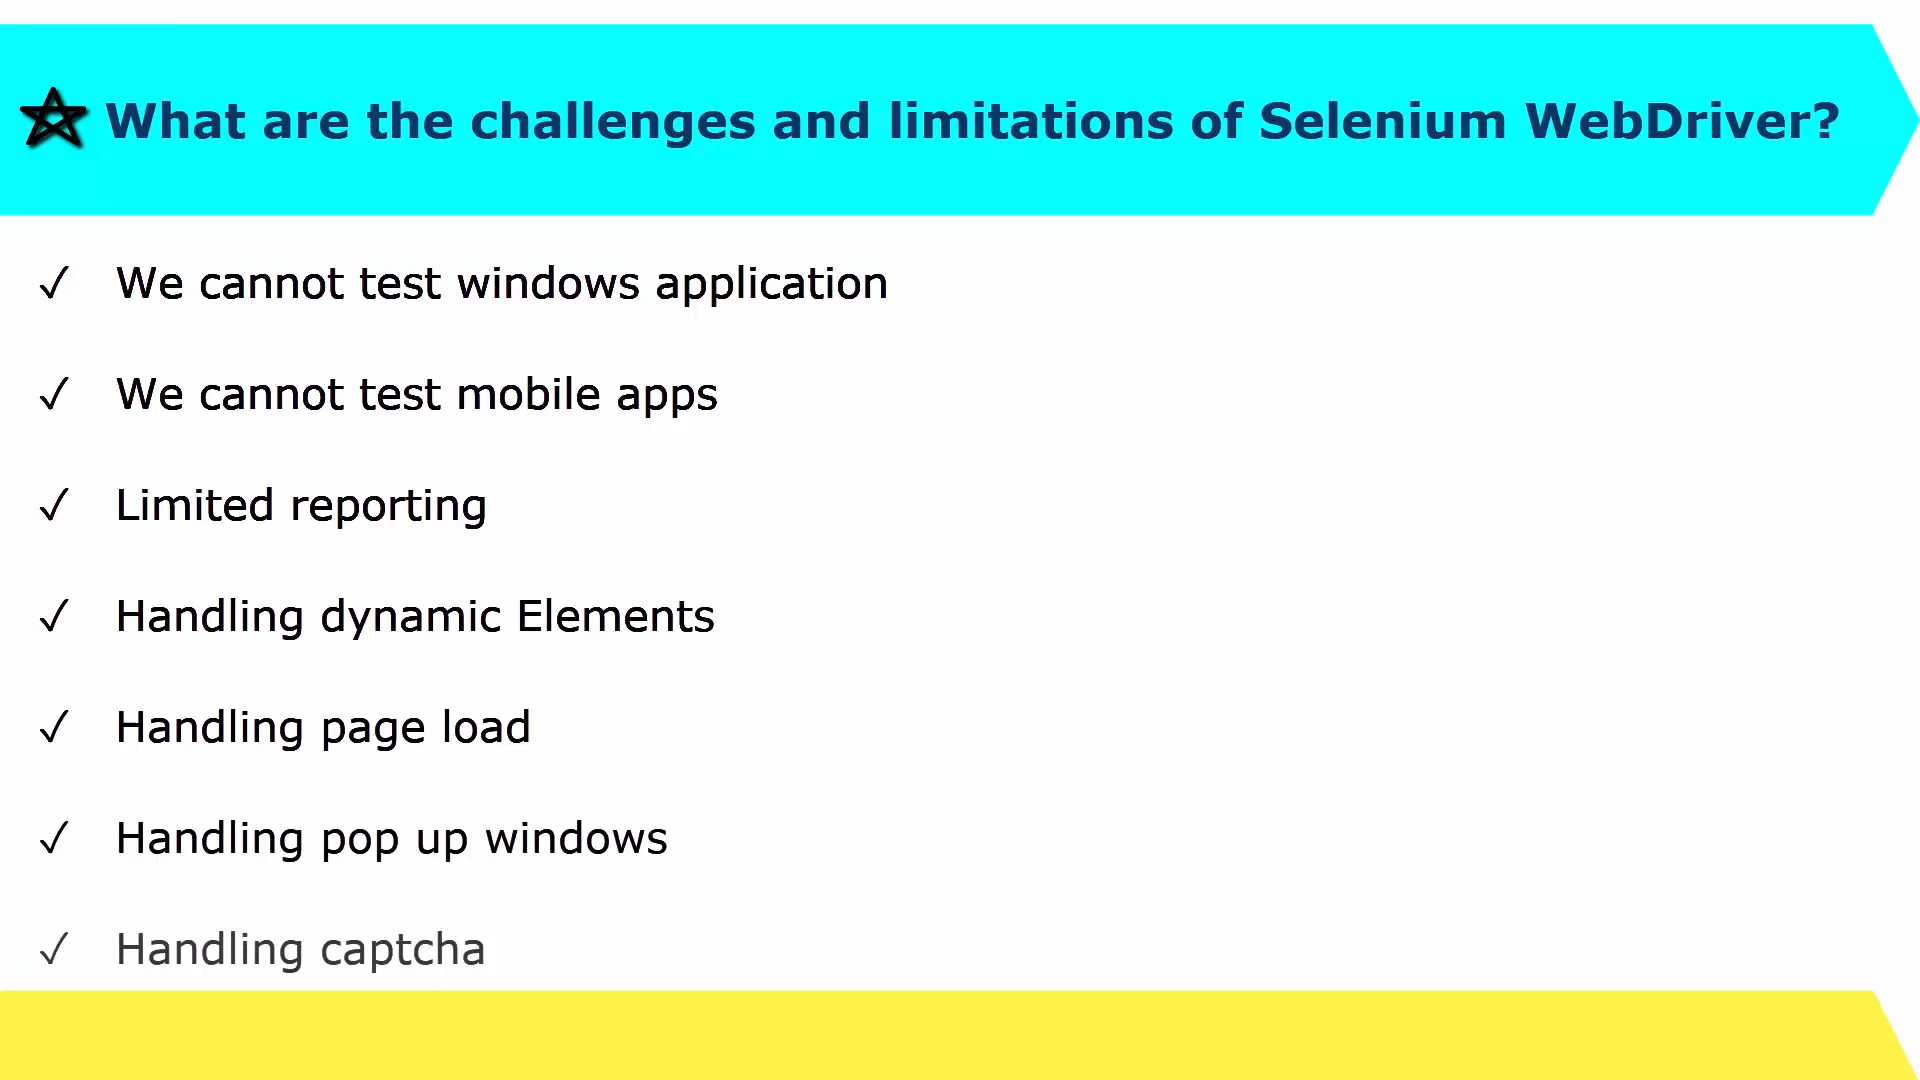 What are the challenges and limitations of Selenium WebDriver?
✓ We cannot test windows application
✓ We cannot test mobile apps
✓ Limited reporting
✓ Handling dynamic Elements
✓ Handling page load
✓ Handling pop up windows
✓ Handling captcha